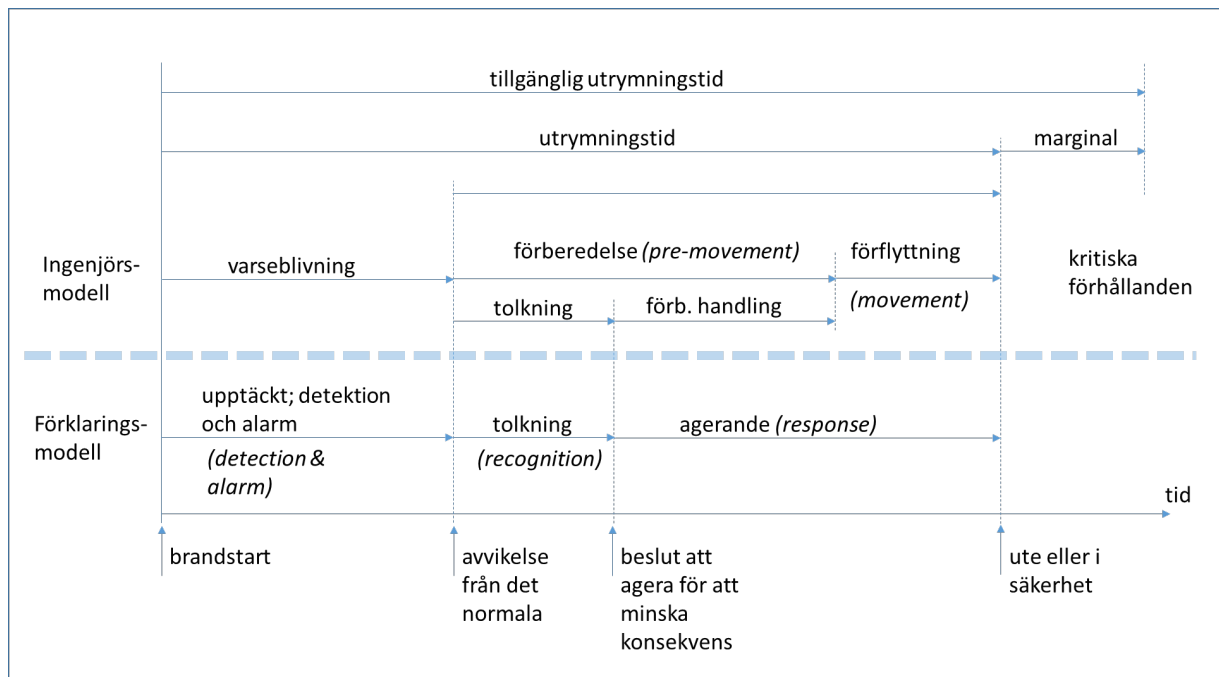 tillgänglig utrymningstid
utrymningstid
marginal
förberedelse (pre-movement)
förflyttning
Ingenjörs-
modell
varseblivning
(movement)
kritiska
förhållanden
tolkning
förb. handling
upptäckt; detektion
och alarm
Förklarings-
modell
tolkning
agerande (response)
(detection &
alarm)
(recognition)
tid
brandstart
avvikelse
från det
normala
beslut att
agera för att
minska
konsekvens
ute eller i
säkerhet